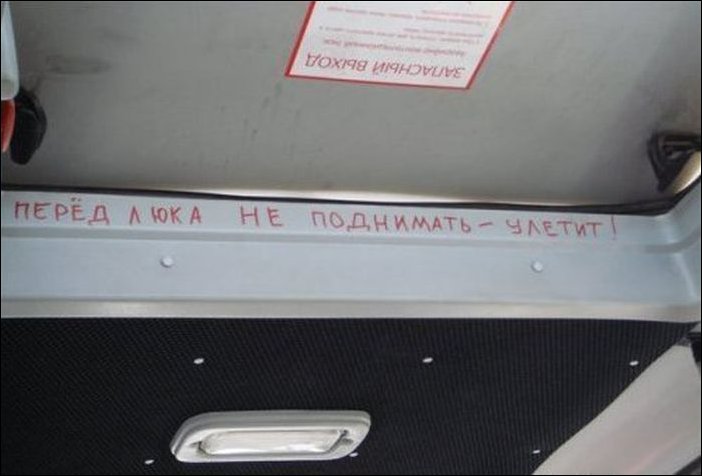 ЗАПАСНЫЙ ВЫХОД
ПЕРЁД ЛЮКА НЕ ПОДНИМАТЬ - УЛЕТИТ!